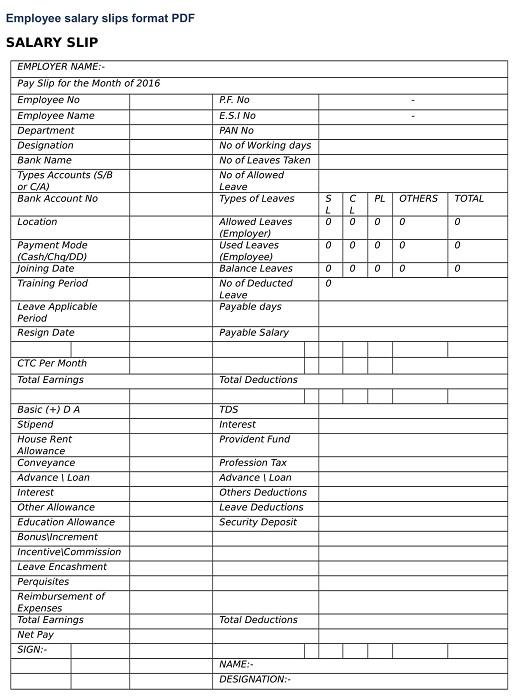 Employee salary slips format PDF
SALARY SLIP
EMPLOYER NAME:-
Pay Slip for the Month of 2016
Employee No P.F. No -
Employee Name E.S.I No -
Department PAN No
Designation No of Working days
Bank Name No of Leaves Taken
Types Accounts (S/B No of Allowed
or C/A) Leave
Bank Account No Types of Leaves S C PL OTHERS TOTAL
L L
Location Allowed Leaves 0 0 0 0 0
(Employer)
Payment Mode Used Leaves 0 0 0 0 0
(Cash/Chq/DD) (Employee)
Joining Date Balance Leaves 0 0 0 0 0
Training Period No of Deducted 0
Leave
Leave Applicable Payable days
Period
Resign Date Payable Salary
CTC Per Month
Total Earnings Total Deductions
Basic (+) D A TDS
Stipend Interest
House Rent Provident Fund
Allowance
Conveyance Profession Tax
Advance \ Loan Advance \ Loan
Interest Others Deductions
Other Allowance Leave Deductions
Education Allowance Security Deposit
Bonus\Increment
Incentive\Commission
Leave Encashment
Perquisites
Reimbursement of
Expenses
Total Earnings Total Deductions
Net Pay
SIGN:-
NAME:-
DESIGNATION:-